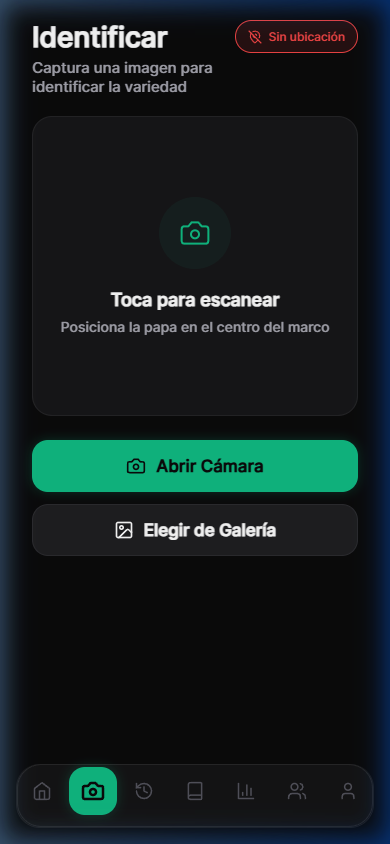 Identificar
Sin ubicación
Captura una imagen para
identificar la variedad
Toca para escanear
Posiciona la papa en el centro del marco
Abrir Cámara
Elegir de Galería